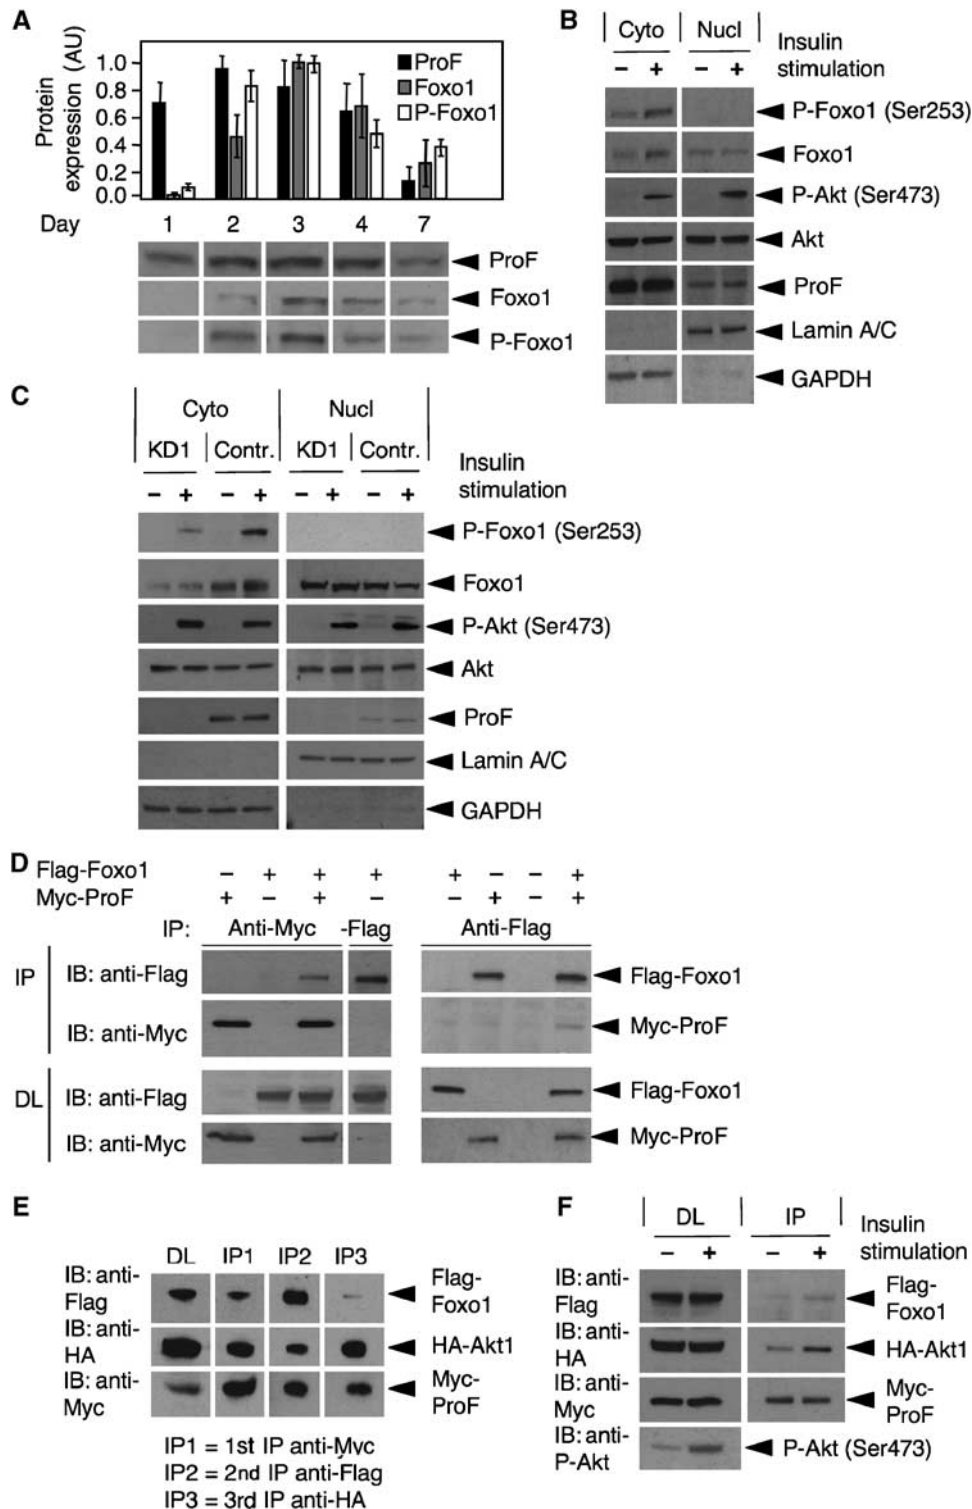 A
Protein expression (AU)
1.0
0.8
0.6
0.4
0.2
0.0
ProF
Foxo1
P-Foxo1
Day 1 2 3 4 7
ProF
Foxo1
P-Foxo1
B
Cyto Nucl
Insulin stimulation
– + – +
P-Foxo1 (Ser253)
Foxo1
P-Akt (Ser473)
Akt
ProF
Lamin A/C
GAPDH
C
Cyto Nucl
KD1 Contr. KD1 Contr.
Insulin stimulation
– + – + – + – +
P-Foxo1 (Ser253)
Foxo1
P-Akt (Ser473)
Akt
ProF
Lamin A/C
GAPDH
D
Flag-Foxo1 – + + + + – – +
Myc-ProF + – + – – + – +
IP: Anti-Myc -Flag Anti-Flag
IP
IB: anti-Flag Flag-Foxo1
IB: anti-Myc Myc-ProF
DL
IB: anti-Flag Flag-Foxo1
IB: anti-Myc Myc-ProF
E
DL IP1 IP2 IP3
IB: anti-Flag Flag-Foxo1
IB: anti-HA HA-Akt1
IB: anti-Myc Myc-ProF
IP1 = 1st IP anti-Myc
IP2 = 2nd IP anti-Flag
IP3 = 3rd IP anti-HA
F
DL IP
Insulin stimulation
– + – +
IB: anti-Flag Flag-Foxo1
IB: anti-HA HA-Akt1
IB: anti-Myc Myc-ProF
IB: anti-P-Akt P-Akt (Ser473)